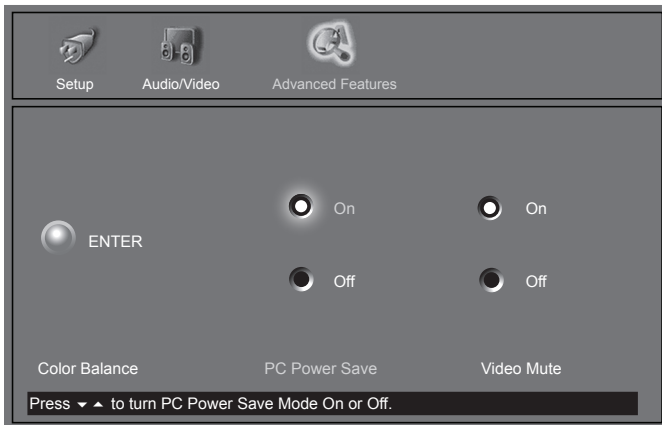 Setup Audio/Video Advanced Features
On On
ENTER
Off Off
Color Balance PC Power Save Video Mute
Press ▼ ▲ to turn PC Power Save Mode On or Off.